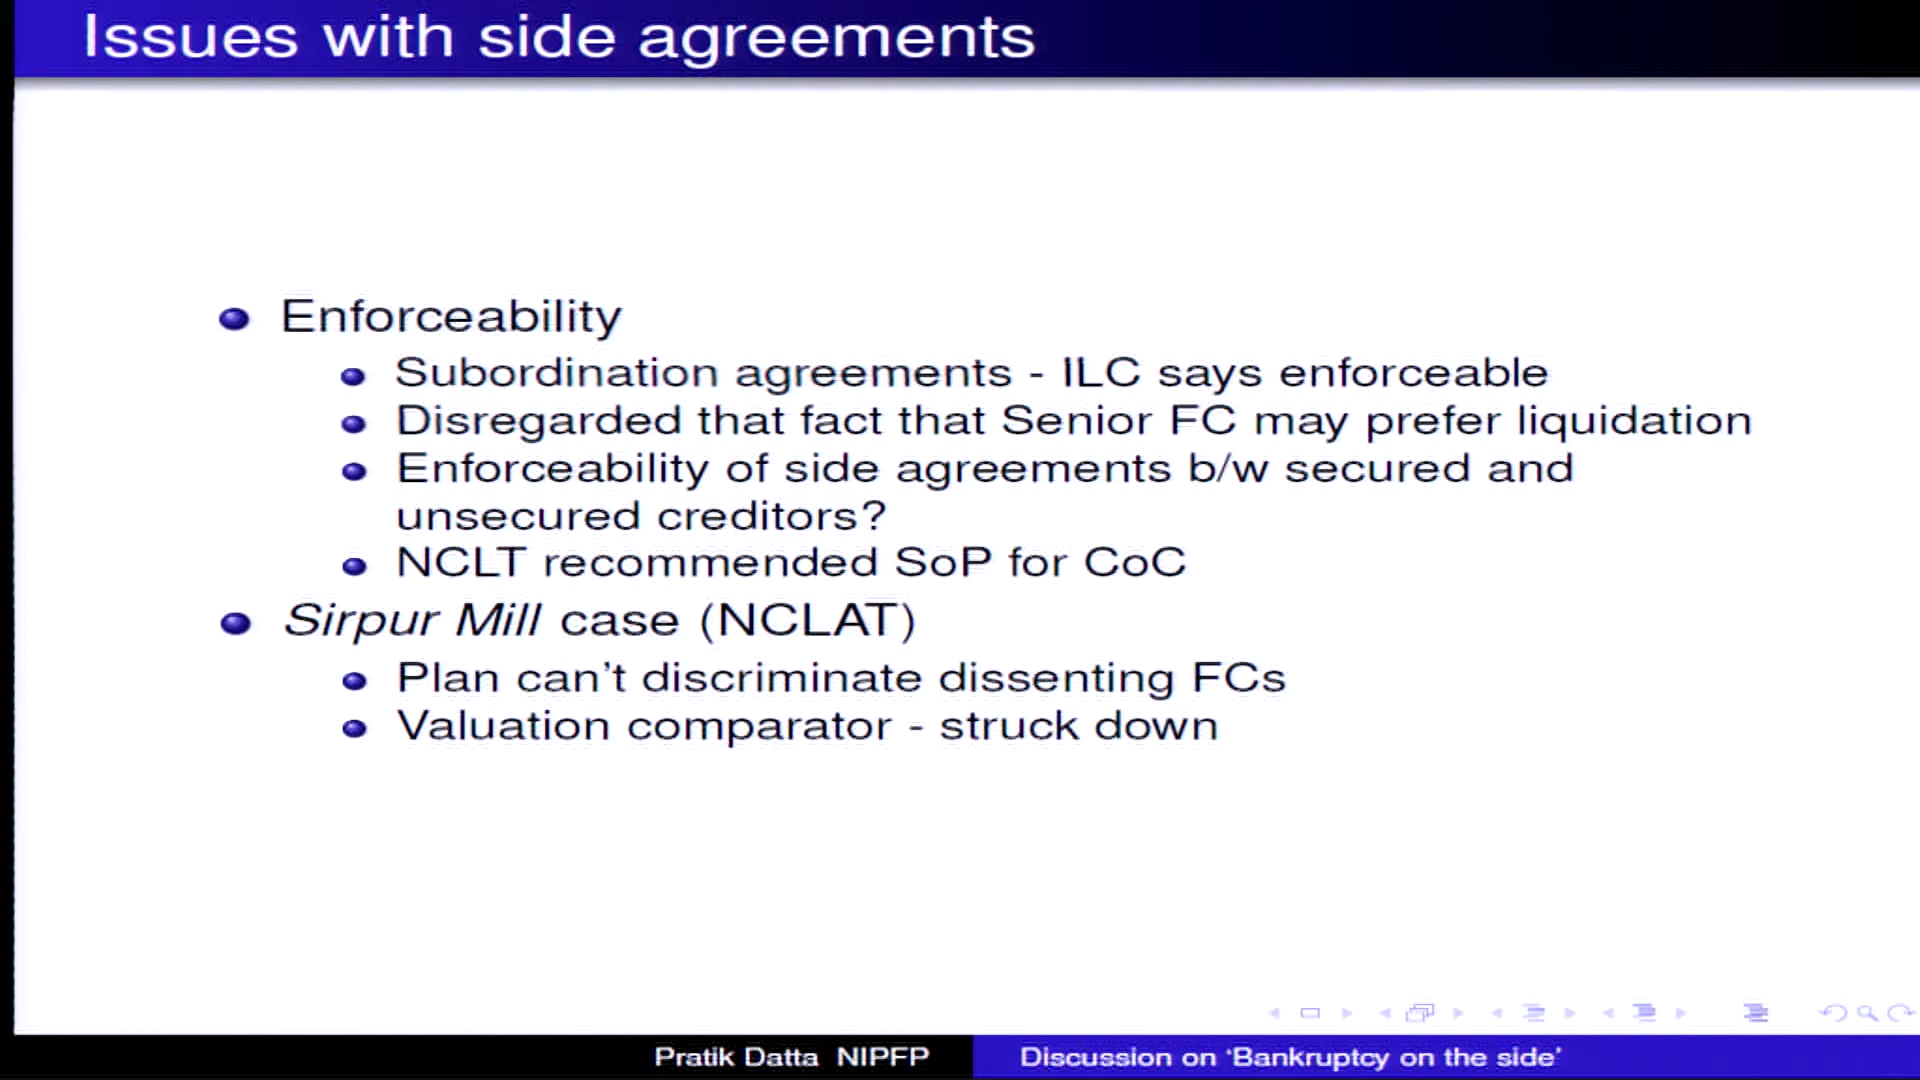 Issues with side agreements
Enforceability
Subordination agreements - ILC says enforceable
Disregarded that fact that Senior FC may prefer liquidation
Enforceability of side agreements b/w secured and
unsecured creditors?
NCLT recommended SoP for CoC
Sirpur Mill case (NCLAT)
Plan can't discriminate dissenting FCs
Valuation comparator - struck down
Pratik Datta NIPFP
Discussion on ‘Bankruptcy on the side’